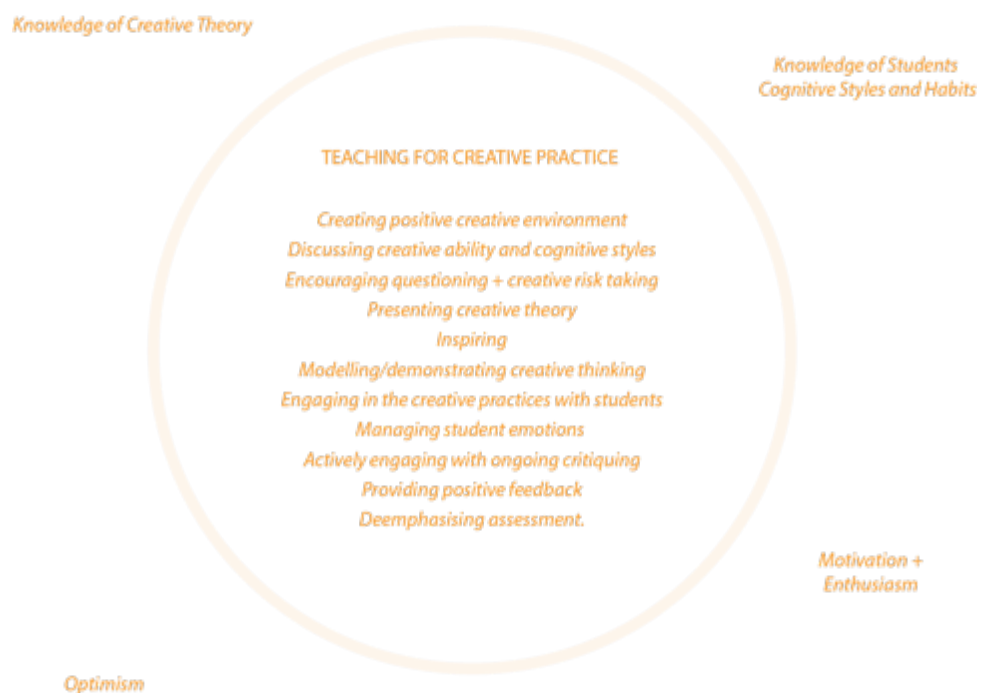 Knowledge of Creative Theory
Knowledge of Students
Cognitive Styles and Habits
TEACHING FOR CREATIVE PRACTICE
Creating positive creative environment
Discussing creative ability and cognitive styles
Encouraging questioning + creative risk taking
Presenting creative theory
Inspiring
Modelling/demonstrating creative thinking
Engaging in the creative practices with students
Managing student emotions
Actively engaging with ongoing critiquing
Providing positive feedback
Deemphasising assessment.
Motivation +
Enthusiasm
Optimism